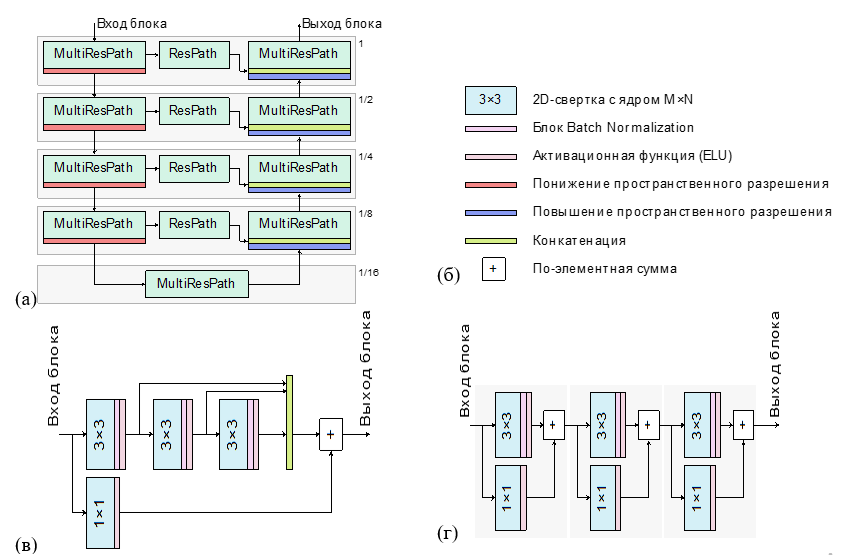 Вход блока
Выход блока
MultiResPath
ResPath
MultiResPath
1
MultiResPath
ResPath
MultiResPath
1/2
MultiResPath
ResPath
MultiResPath
1/4
MultiResPath
ResPath
MultiResPath
1/8
MultiResPath
1/16
(а)
3×3
2D-свертка с ядром M×N
Блок Batch Normalization
Активационная функция (ELU)
Понижение пространственного разрешения
Повышение пространственного разрешения
Конкатенация
+
По-элементная сумма
(б)
Вход блока
3×3
3×3
3×3
1×1
+
Выход блока
(в)
Вход блока
3×3
1×1
+
3×3
1×1
+
3×3
1×1
+
Выход блока
(г)